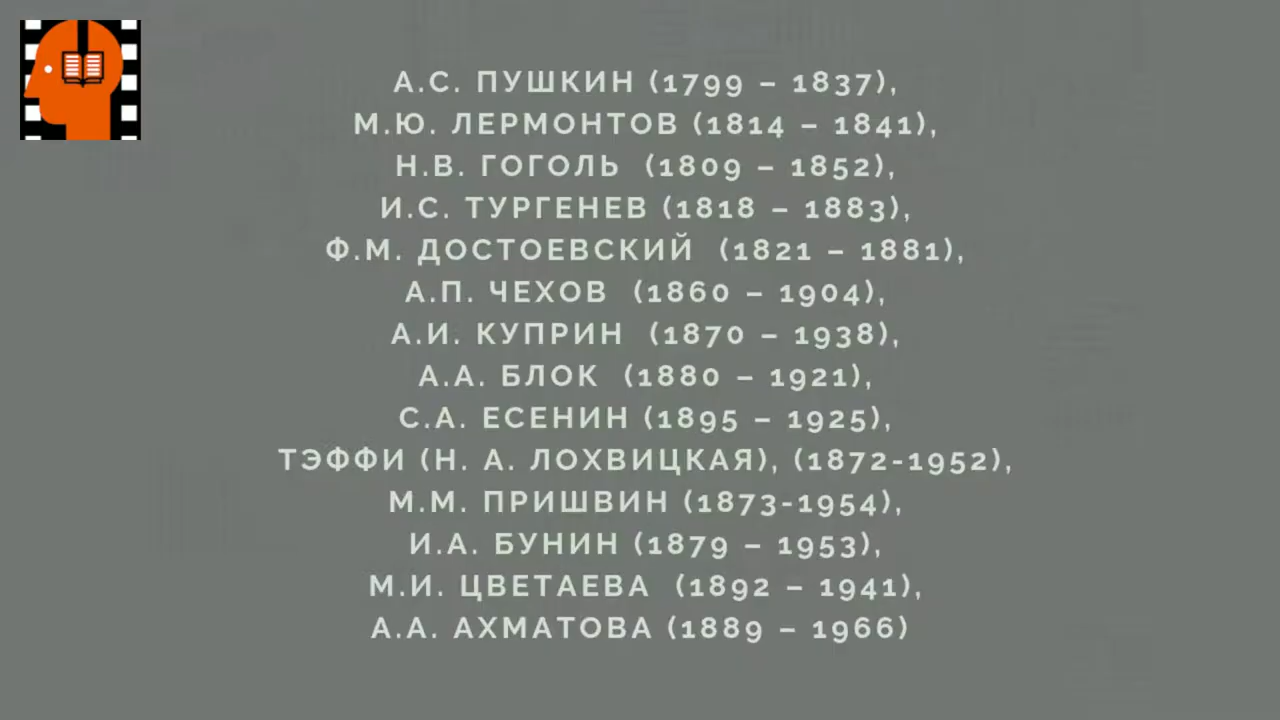 А.С. ПУШКИН (1799 – 1837),
М.Ю. ЛЕРМОНТОВ (1814 – 1841),
Н.В. ГОГОЛЬ (1809 – 1852),
И.С. ТУРГЕНЕВ (1818 – 1883),
Ф.М. ДОСТОЕВСКИЙ (1821 – 1881),
А.П. ЧЕХОВ (1860 – 1904),
А.И. КУПРИН (1870 – 1938),
А.А. БЛОК (1880 – 1921),
С.А. ЕСЕНИН (1895 – 1925),
ТЭФФИ (Н. А. ЛОХВИЦКАЯ), (1872-1952),
М.М. ПРИШВИН (1873-1954),
И.А. БУНИН (1879 – 1953),
М.И. ЦВЕТАЕВА (1892 – 1941),
А.А. АХМАТОВА (1889 – 1966)